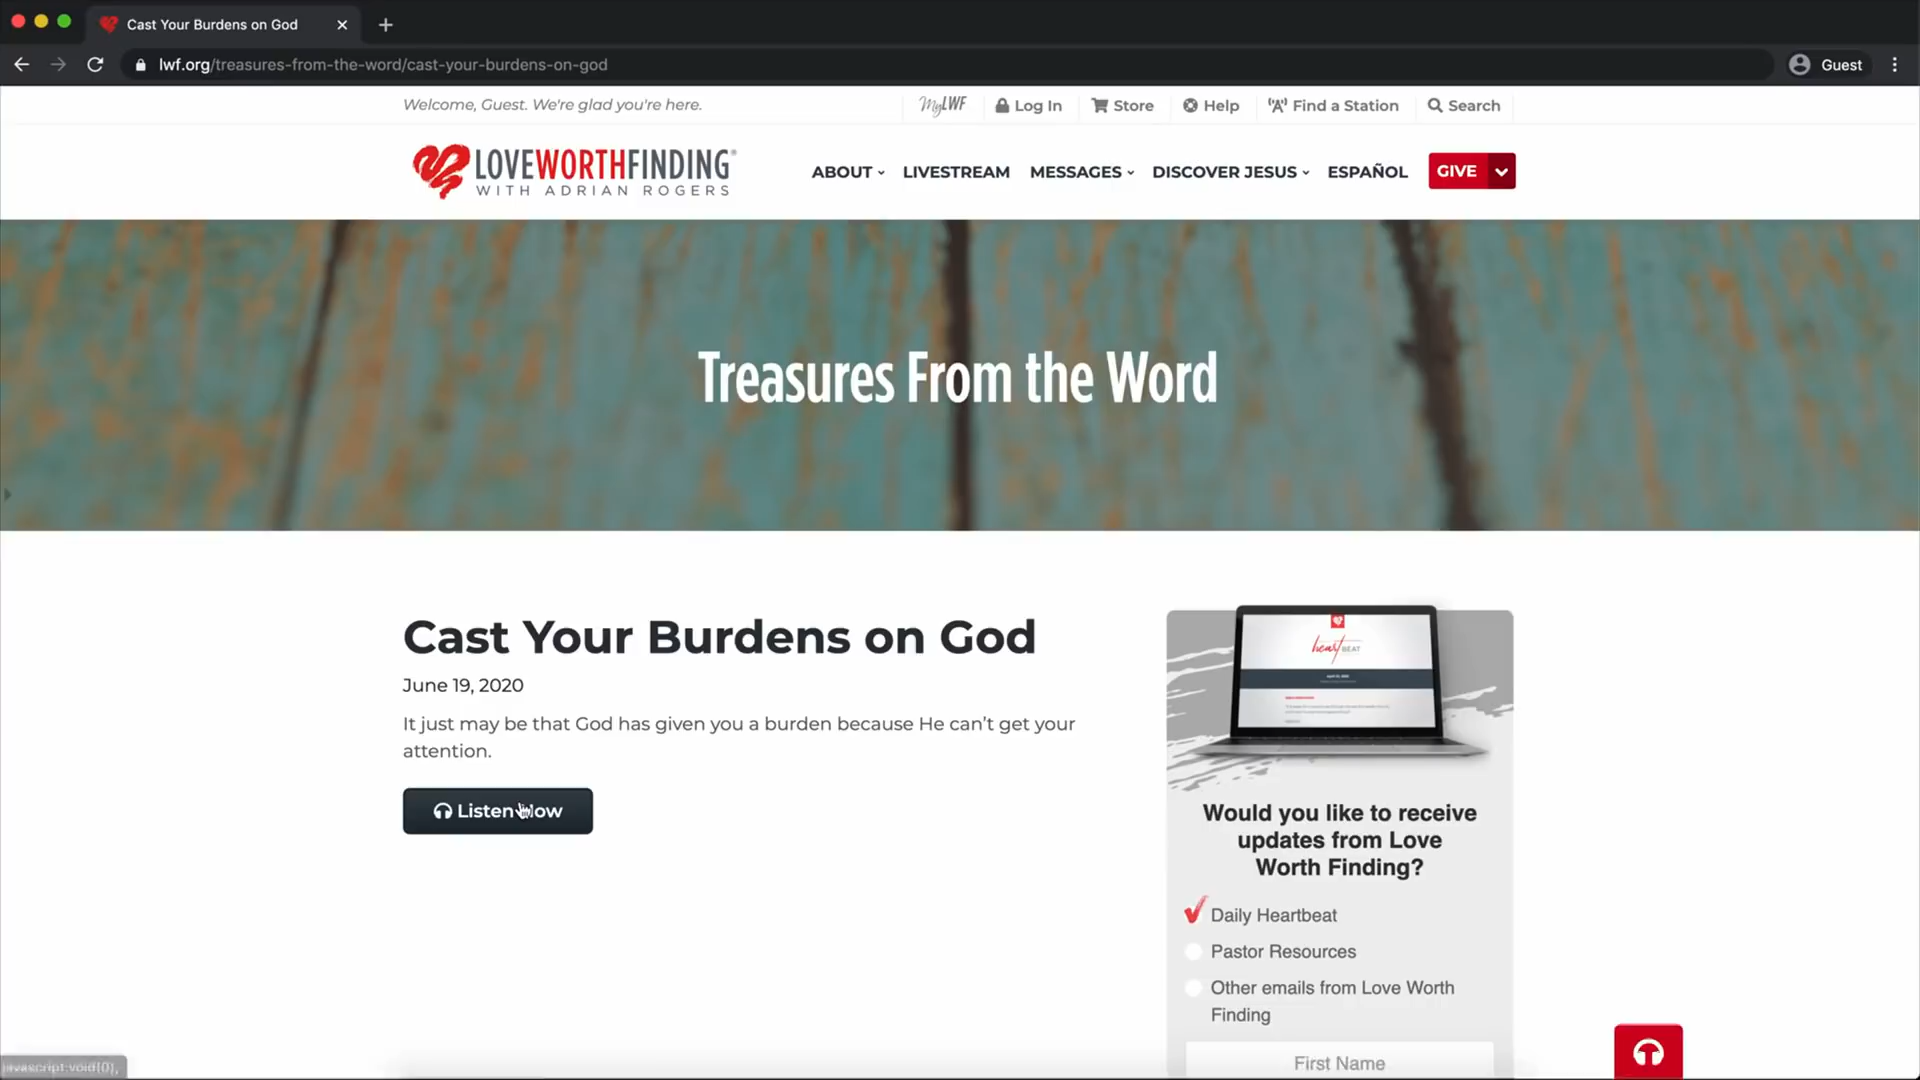 Cast Your Burdens on God
lwf.org/treasures-from-the-word/cast-your-burdens-on-god
Guest
Welcome, Guest. We're glad you're here.
MyLWF
Log In
Store
Help
Find a Station
Search
LOVEWORTHFINDING®
WITH ADRIAN ROGERS
ABOUT
LIVESTREAM
MESSAGES
DISCOVER JESUS
ESPAÑOL
GIVE
Treasures From the Word
Cast Your Burdens on God
June 19, 2020
It just may be that God has given you a burden because He can’t get your
attention.
Listen Now
heart BEAT
Would you like to receive
updates from Love
Worth Finding?
Daily Heartbeat
Pastor Resources
Other emails from Love Worth
Finding
First Name
javascript:void(0);